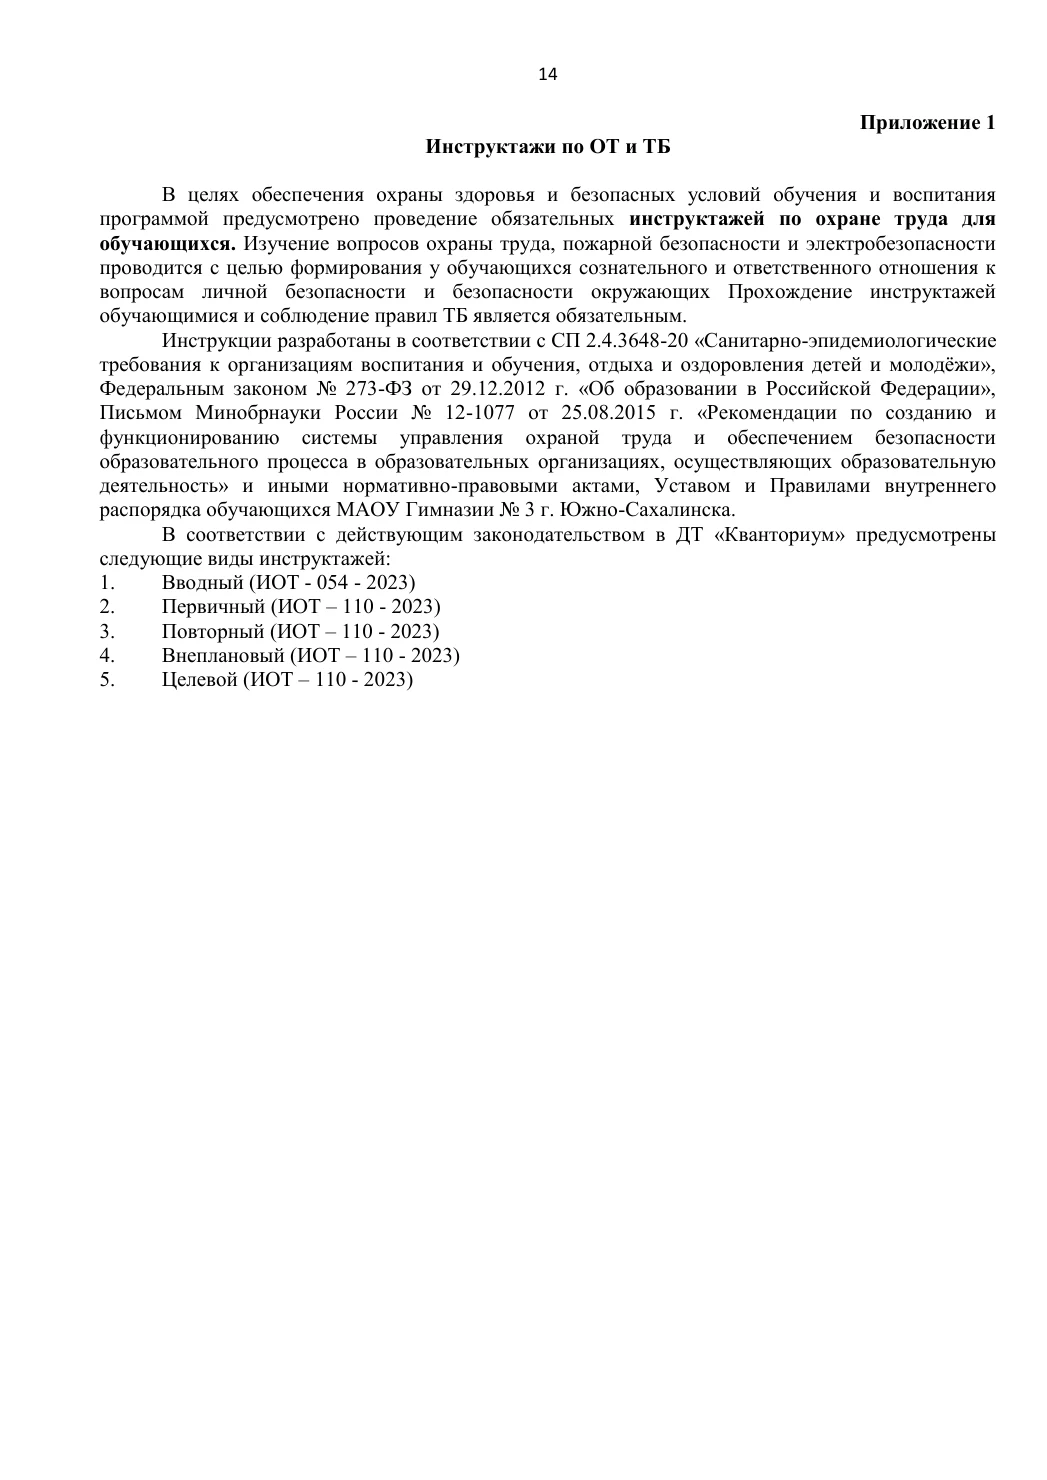 14
Приложение 1
Инструктажи по ОТ и ТБ
В целях обеспечения охраны здоровья и безопасных условий обучения и воспитания
программой предусмотрено проведение обязательных инструктажей по охране труда для
обучающихся. Изучение вопросов охраны труда, пожарной безопасности и электробезопасности
проводится с целью формирования у обучающихся сознательного и ответственного отношения к
вопросам личной безопасности и безопасности окружающих Прохождение инструктажей
обучающимися и соблюдение правил ТБ является обязательным.
Инструкции разработаны в соответствии с СП 2.4.3648-20 «Санитарно-эпидемиологические
требования к организациям воспитания и обучения, отдыха и оздоровления детей и молодёжи»,
Федеральным законом № 273-ФЗ от 29.12.2012 г. «Об образовании в Российской Федерации»,
Письмом Минобрнауки России № 12-1077 от 25.08.2015 г. «Рекомендации по созданию и
функционированию системы управления охраной труда и обеспечением безопасности
образовательного процесса в образовательных организациях, осуществляющих образовательную
деятельность» и иными нормативно-правовыми актами, Уставом и Правилами внутреннего
распорядка обучающихся МАОУ Гимназии № 3 г. Южно-Сахалинска.
В соответствии с действующим законодательством в ДТ «Кванториум» предусмотрены
следующие виды инструктажей:
1. Вводный (ИОТ - 054 - 2023)
2. Первичный (ИОТ – 110 - 2023)
3. Повторный (ИОТ – 110 - 2023)
4. Внеплановый (ИОТ – 110 - 2023)
5. Целевой (ИОТ – 110 - 2023)